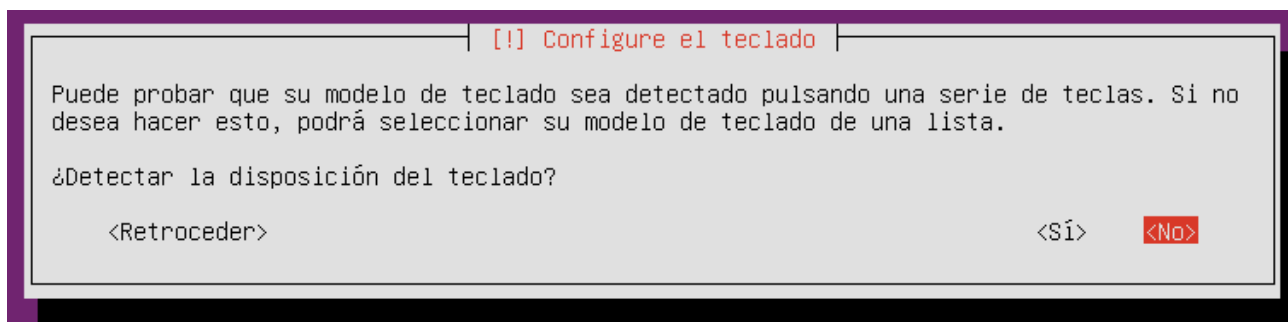 [!] Configure el teclado
Puede probar que su modelo de teclado sea detectado pulsando una serie de teclas. Si no
desea hacer esto, podrá seleccionar su modelo de teclado de una lista.
¿Detectar la disposición del teclado?
<Retroceder> <Sí> <No>